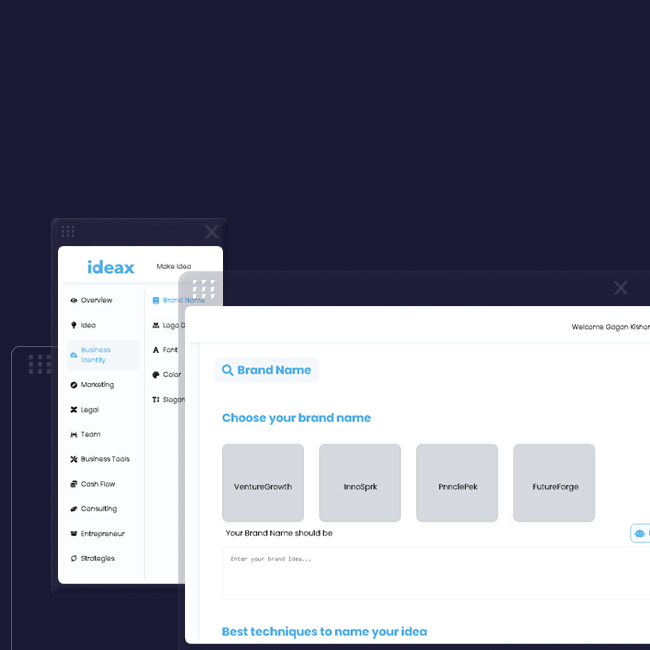 X
ideax
Make Idea
Overview
Idea
Business
Identity
Marketing
Legal
Team
Business Tools
Cash Flow
Consulting
Entrepreneur
Strategies
Brand Name
Logo
Font
Color
Slogan
X
Welcome Gagan Kishor
Brand Name
Choose your brand name
VentureGrowth
InnoSprk
PnnclePek
FutureForge
Your Brand Name should be
Enter your brand idea...
Best techniques to name your idea